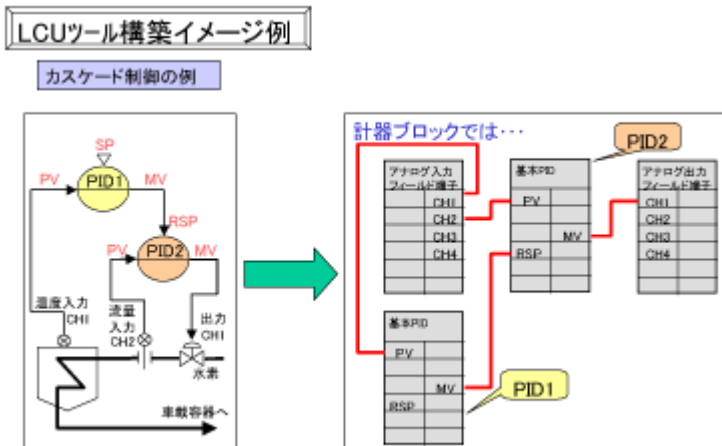 LCUツール構築イメージ例
カスケード制御の例
SP
PV
PID1
MV
RSP
PV
PID2
MV
温度入力
CH1
流量
入力
CH2
出力
CH1
水素
車載容器へ
計器ブロックでは・・・
PID2
アナログ入力
フィールド端子
CH1
CH2
CH3
CH4
基本PID
PV
MV
RSP
アナログ出力
フィールド端子
CH1
CH2
CH3
CH4
基本PID
PV
MV
RSP
PID1